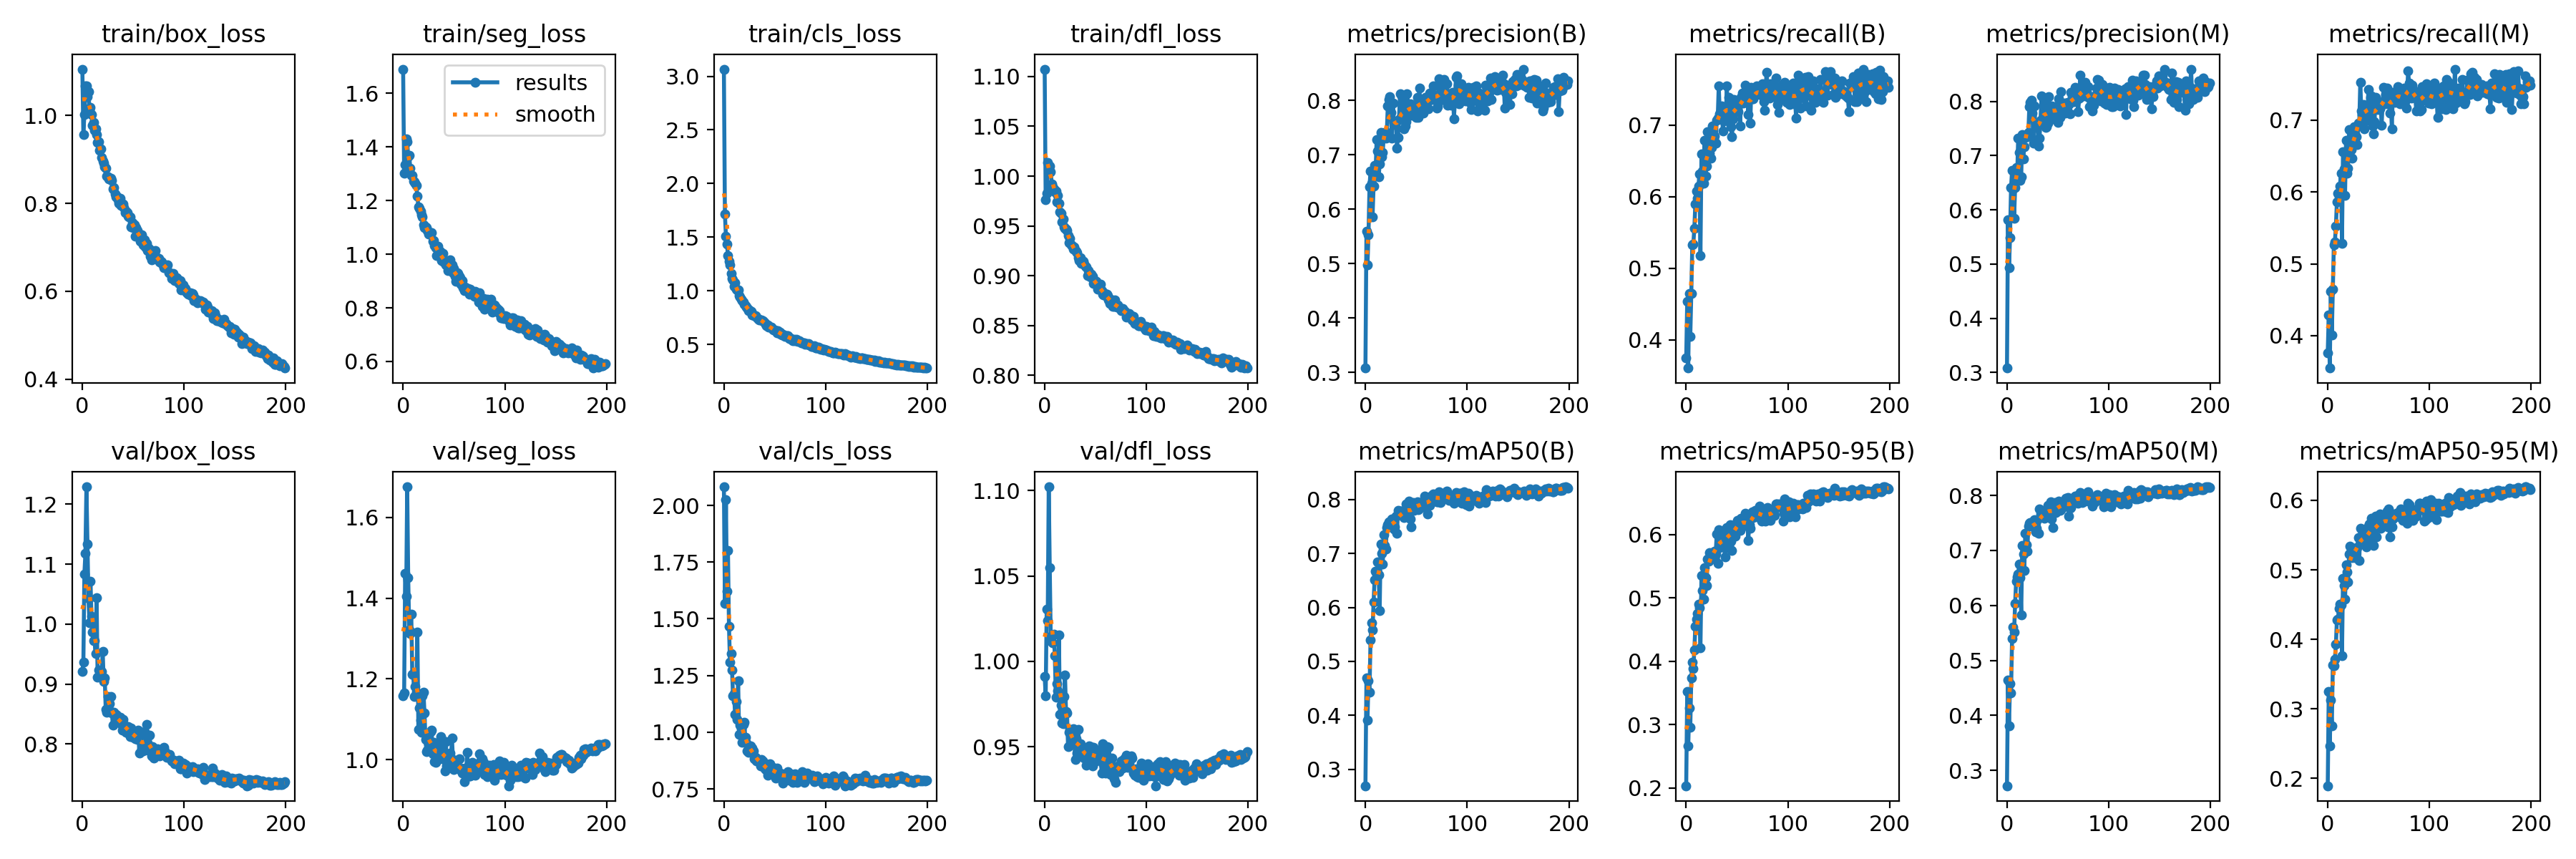 train/box_loss
train/seg_loss
train/cls_loss
train/dfl_loss
metrics/precision(B)
metrics/recall(B)
metrics/precision(M)
metrics/recall(M)
1.0
0.8
0.6
0.4
0 100 200
1.6
1.4
1.2
1.0
0.8
0.6
0 100 200
results
smooth
3.0
2.5
2.0
1.5
1.0
0.5
0 100 200
1.10
1.05
1.00
0.95
0.90
0.85
0.80
0 100 200
0.8
0.7
0.6
0.5
0.4
0.3
0 100 200
0.7
0.6
0.5
0.4
0 100 200
0.8
0.7
0.6
0.5
0.4
0.3
0 100 200
0.7
0.6
0.5
0.4
0 100 200
val/box_loss
val/seg_loss
val/cls_loss
val/dfl_loss
metrics/mAP50(B)
metrics/mAP50-95(B)
metrics/mAP50(M)
metrics/mAP50-95(M)
1.2
1.1
1.0
0.9
0.8
0 100 200
1.6
1.4
1.2
1.0
0 100 200
2.00
1.75
1.50
1.25
1.00
0.75
0 100 200
1.10
1.05
1.00
0.95
0 100 200
0.8
0.7
0.6
0.5
0.4
0.3
0 100 200
0.6
0.5
0.4
0.3
0.2
0 100 200
0.8
0.7
0.6
0.5
0.4
0.3
0 100 200
0.6
0.5
0.4
0.3
0.2
0 100 200